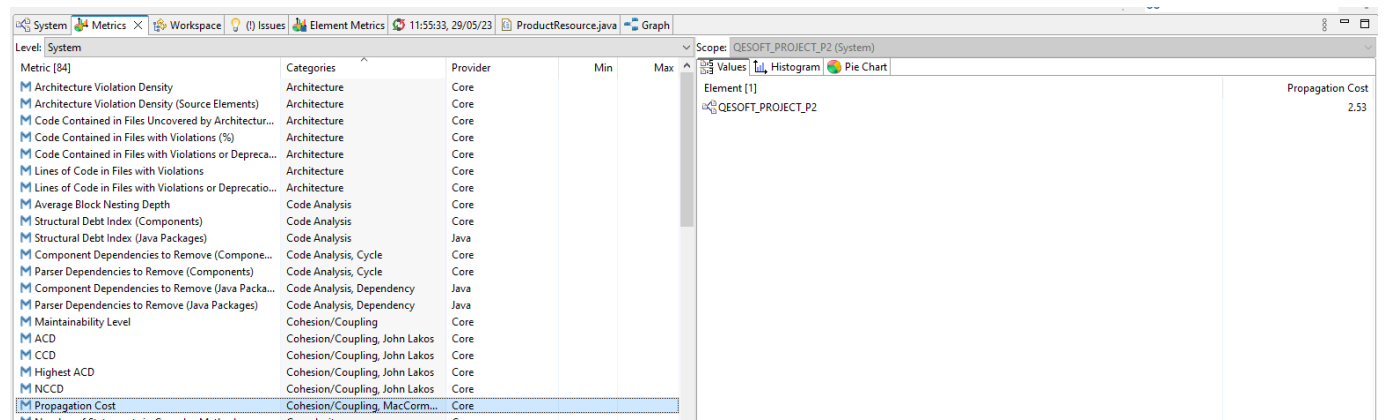 System Metrics Workspace (!) Issues Element Metrics 11:55:33, 29/05/23 ProductResource.java Graph
Level: System
Scope: QESOFT_PROJECT_P2 (System)
Metric [84] Categories Provider Min Max
Values Histogram Pie Chart
Element [1] Propagation Cost
QESOFT_PROJECT_P2 2.53
Architecture Violation Density Architecture Core
Architecture Violation Density (Source Elements) Architecture Core
Code Contained in Files Uncovered by Architectur... Architecture Core
Code Contained in Files with Violations (%) Architecture Core
Code Contained in Files with Violations or Depreca... Architecture Core
Lines of Code in Files with Violations Architecture Core
Lines of Code in Files with Violations or Deprecatio... Architecture Core
Average Block Nesting Depth Code Analysis Core
Structural Debt Index (Components) Code Analysis Core
Structural Debt Index (Java Packages) Code Analysis Java
Component Dependencies to Remove (Compone... Code Analysis, Cycle Core
Parser Dependencies to Remove (Components) Code Analysis, Cycle Core
Component Dependencies to Remove (Java Packa... Code Analysis, Dependency Java
Parser Dependencies to Remove (Java Packages) Code Analysis, Dependency Java
Maintainability Level Cohesion/Coupling Core
ACD Cohesion/Coupling, John Lakos Core
CCD Cohesion/Coupling, John Lakos Core
Highest ACD Cohesion/Coupling, John Lakos Core
NCCD Cohesion/Coupling, John Lakos Core
Propagation Cost Cohesion/Coupling, MacCorm... Core